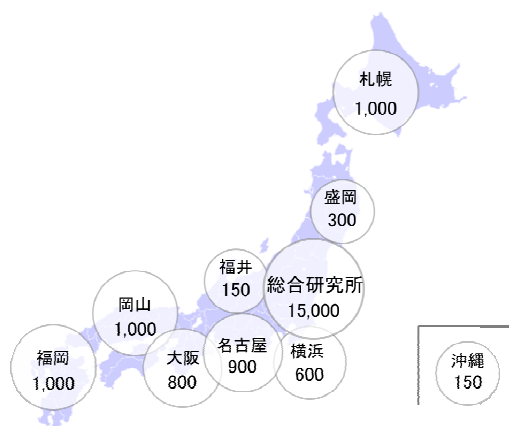 札幌
1,000
盛岡
300
福井
150
総合研究所
15,000
岡山
1,000
名古屋
900
横浜
600
大阪
800
福岡
1,000
沖縄
150